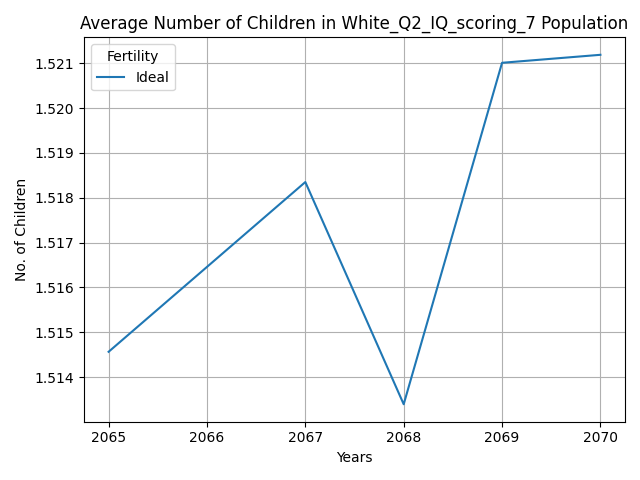 Average Number of Children in White_Q2_IQ_scoring_7 Population
Fertility
Ideal
1.521
1.520
1.519
1.518
1.517
1.516
1.515
1.514
No. of Children
2065 2066 2067 2068 2069 2070
Years